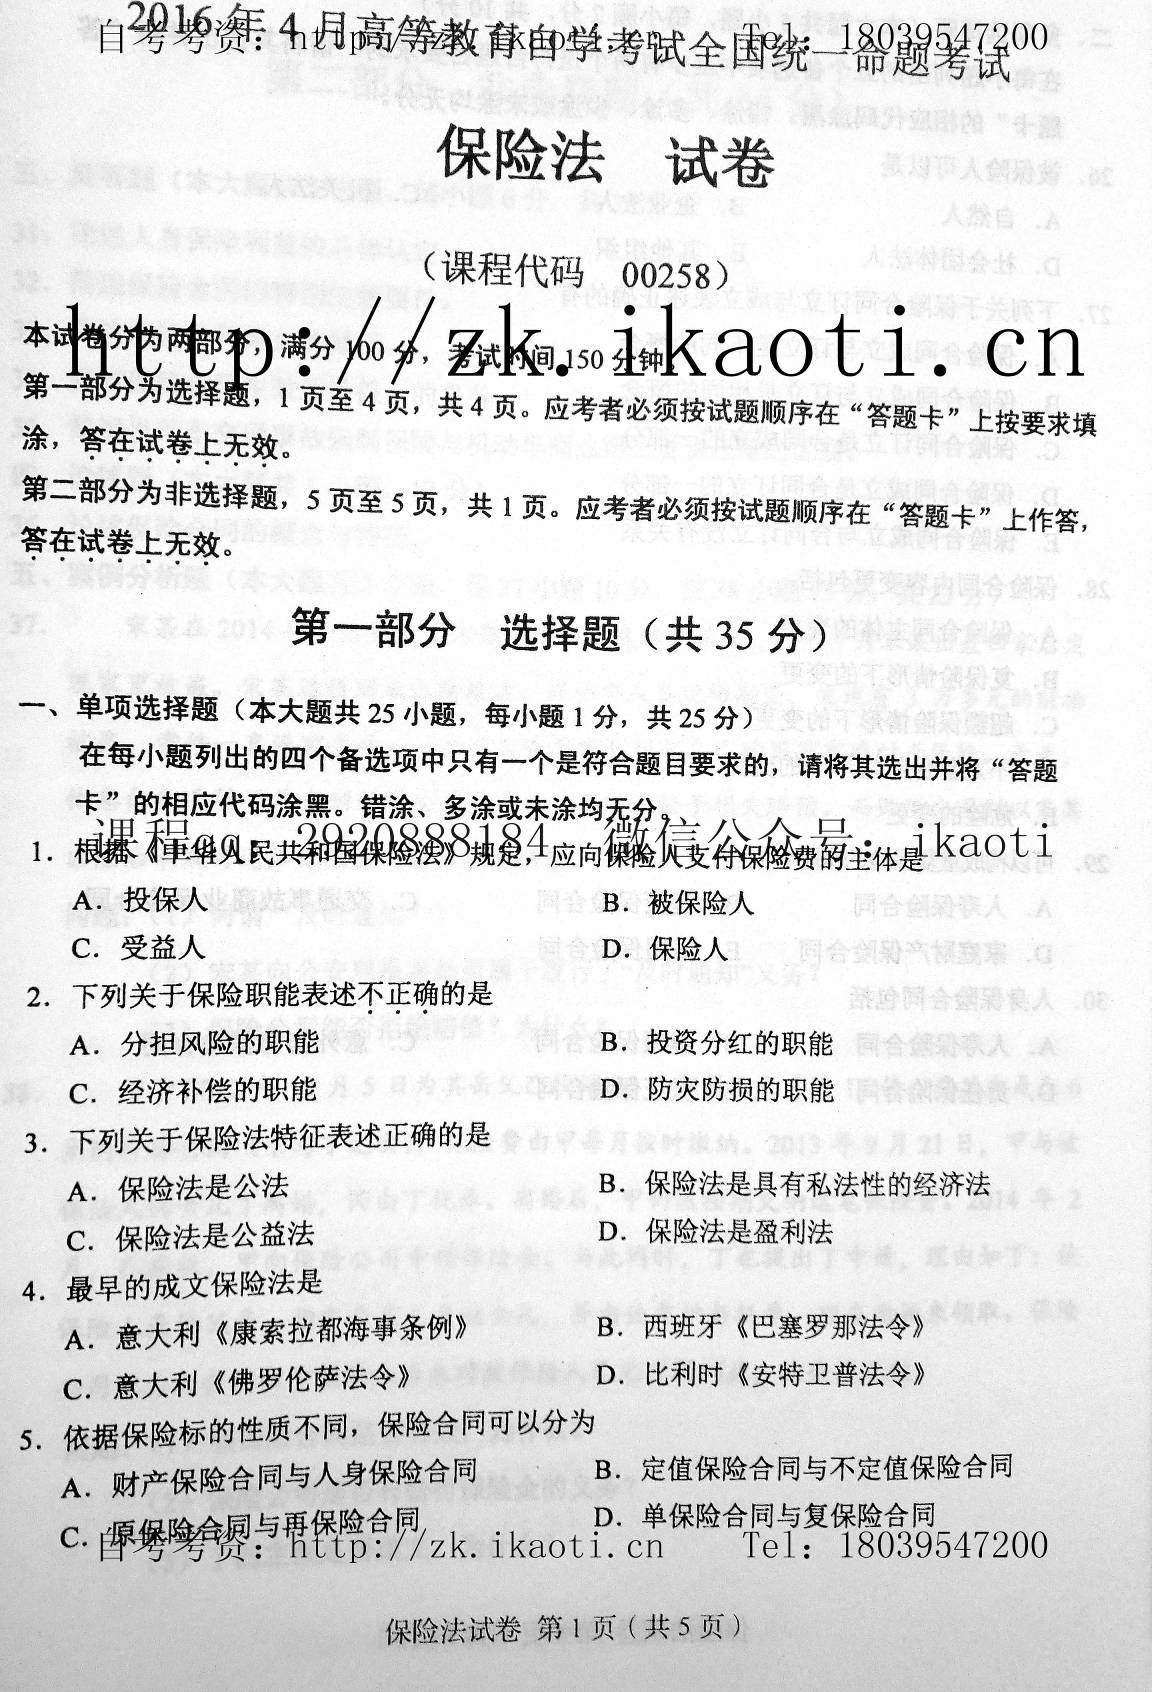 2016年4月高等教育自学考试全国统一命题考试
自考考资：http://zk.ikaoti.cn Tel：18039547200
保险法 试卷
（课程代码 00258）
http://zk.ikaoti.cn
本试卷分为两部分，满分100分，考试时间150分钟。
第一部分为选择题，1页至4页，共4页。应考者必须按试题顺序在“答题卡”上按要求填
涂，答在试卷上无效。
第二部分为非选择题，5页至5页，共1页。应考者必须按试题顺序在“答题卡”上作答，
答在试卷上无效。
第一部分 选择题（共35分）
一、单项选择题（本大题共25小题，每小题1分，共25分）
在每小题列出的四个备选项中只有一个是符合题目要求的，请将其选出并将“答题
卡”的相应代码涂黑。错涂、多涂或未涂均无分。
课程qq：2920888184 微信公众号：ikaoti
1．根据《中华人民共和国保险法》规定，应向保险人支付保险费的主体是
A．投保人 B．被保险人
C．受益人 D．保险人
2．下列关于保险职能表述不正确的是
A．分担风险的职能 B．投资分红的职能
C．经济补偿的职能 D．防灾防损的职能
3．下列关于保险法特征表述正确的是
A．保险法是公法 B．保险法是具有私法性的经济法
C．保险法是公益法 D．保险法是盈利法
4．最早的成文保险法是
A．意大利《康索拉都海事条例》 B．西班牙《巴塞罗那法令》
C．意大利《佛罗伦萨法令》 D．比利时《安特卫普法令》
5．依据保险标的性质不同，保险合同可以分为
A．财产保险合同与人身保险合同 B．定值保险合同与不定值保险合同
C．原保险合同与再保险合同 D．单保险合同与复保险合同
自考考资：http://zk.ikaoti.cn Tel：18039547200
保险法试卷 第1页（共5页）